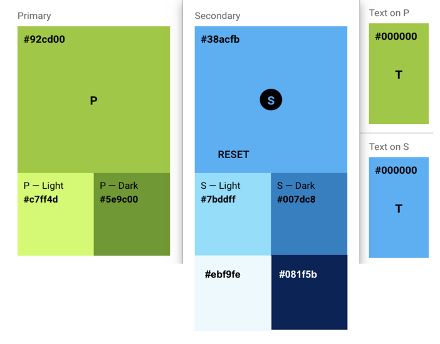 Primary
#92cd00
P
P – Light
#c7ff4d
P – Dark
#5e9c00
Secondary
#38acfb
S
RESET
S – Light
#7bddff
S – Dark
#007dc8
#ebf9fe
#081f5b
Text on P
#000000
T
Text on S
#000000
T